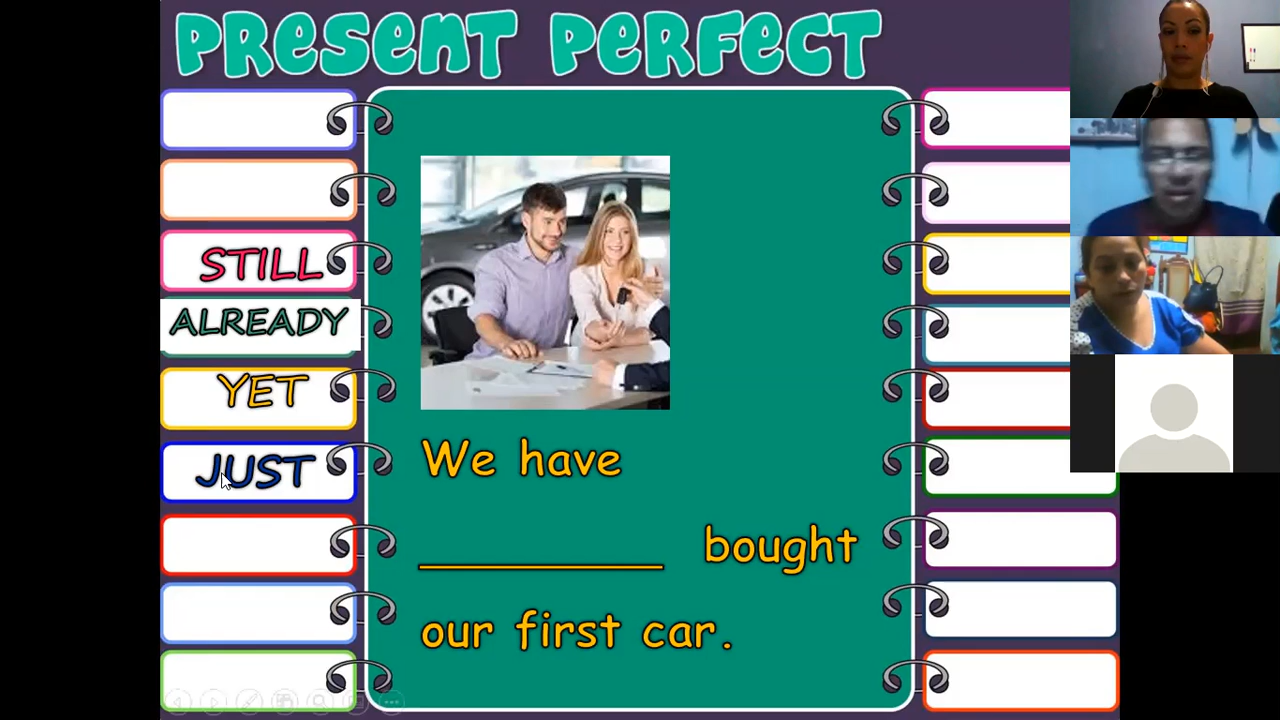 PRESENT PERFECT
STILL
ALREADY
YET
JUST
We have
__________ bought
our first car.